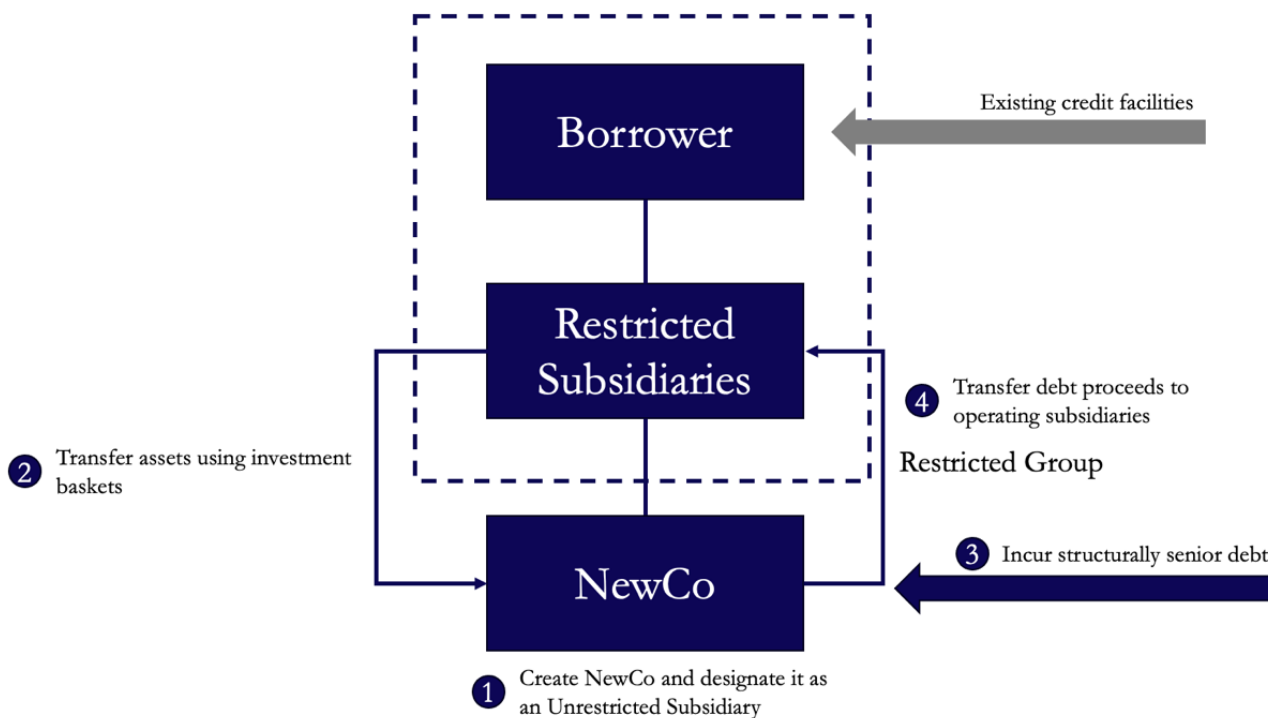 Borrower
Existing credit facilities
Restricted
Subsidiaries
4 Transfer debt proceeds to
operating subsidiaries
Restricted Group
2 Transfer assets using investment
baskets
3 Incur structurally senior debt
NewCo
1 Create NewCo and designate it as
an Unrestricted Subsidiary